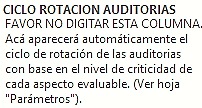 CICLO ROTACION AUDITORIAS
FAVOR NO DIGITAR ESTA COLUMNA.
Acá aparecerá automáticamente el
ciclo de rotación de las auditorias
con base en el nivel de criticidad de
cada aspecto evaluable. (Ver hoja
"Parámetros").